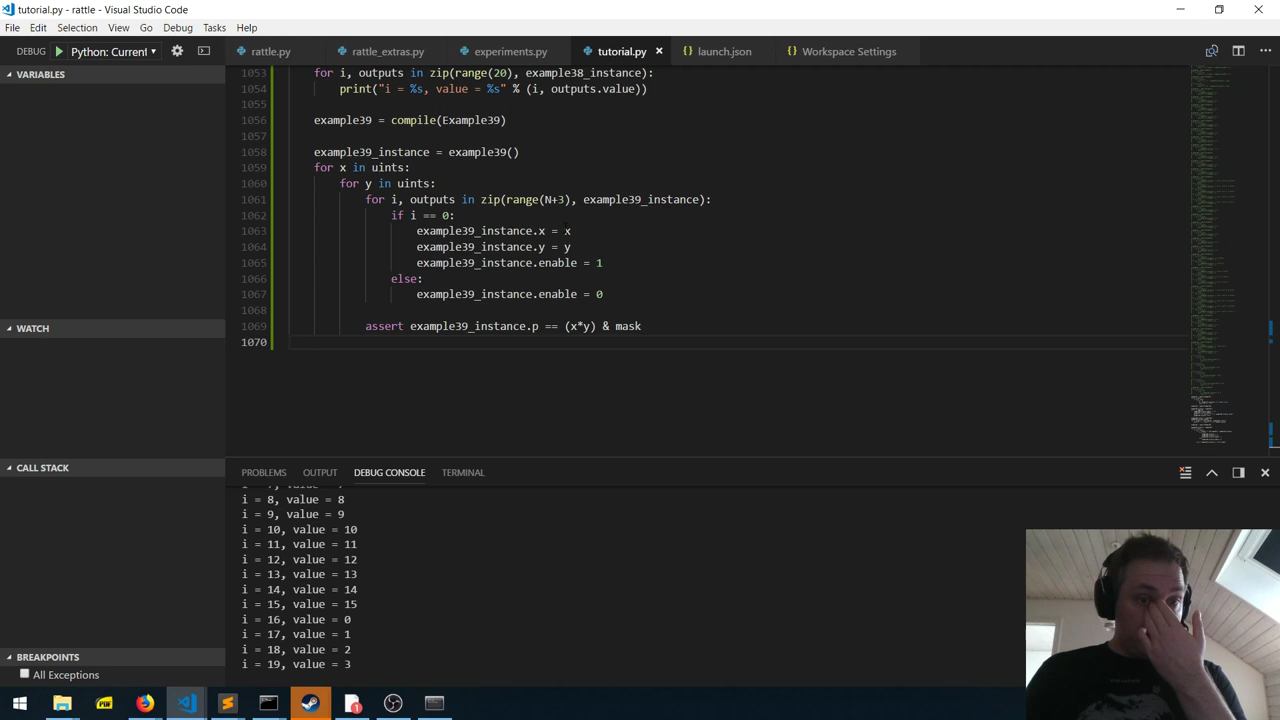 tutorial.py - rattle - Visual Studio Code
File Edit Selection View Go Debug Tasks Help
DEBUG Python: Current
rattle.py rattle_extras.py experiments.py tutorial.py launch.json Workspace Settings
VARIABLES
WATCH
CALL STACK
BREAKPOINTS
All Exceptions
1053 for i, outputs in zip(range(20), example38_instance):
1054 print("i = %s, value = %s" % (i, outputs.value))
1055
1056 example39 = compile(Example39)
1057
1058 example39_instance = example39()
1059 for x in uints:
1060 for y in uints:
1061 for i, outputs in zip(range(N+3), example39_instance):
1062 if i == 0:
1063 example39_instance.x = x
1064 example39_instance.y = y
1065 example39_instance.enable = 1
1066 else:
1067 example39_instance.enable = 0
1068
1069 assert example39_instance.p == (x*y) & mask
1070
PROBLEMS OUTPUT DEBUG CONSOLE TERMINAL
i = 8, value = 8
i = 9, value = 9
i = 10, value = 10
i = 11, value = 11
i = 12, value = 12
i = 13, value = 13
i = 14, value = 14
i = 15, value = 15
i = 16, value = 0
i = 17, value = 1
i = 18, value = 2
i = 19, value = 3
PDF
1